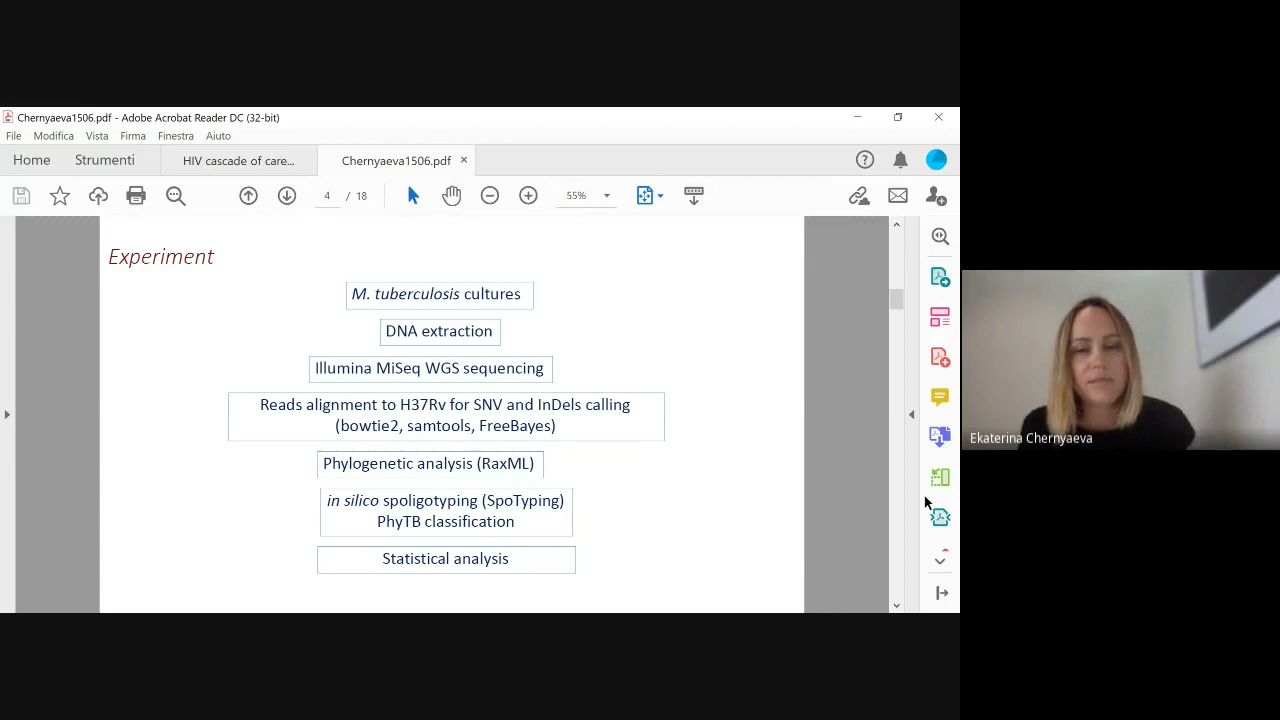 Chernyaeva1506.pdf - Adobe Acrobat Reader DC (32-bit)
File Modifica Vista Firma Finestra Aiuto
Home Strumenti HIV cascade of care... Chernyaeva1506.pdf ×
4 / 18 55%
Experiment
M. tuberculosis cultures
DNA extraction
Illumina MiSeq WGS sequencing
Reads alignment to H37Rv for SNV and InDels calling
(bowtie2, samtools, FreeBayes)
Phylogenetic analysis (RaxML)
in silico spoligotyping (SpoTyping)
PhyTB classification
Statistical analysis
Ekaterina Chernyaeva